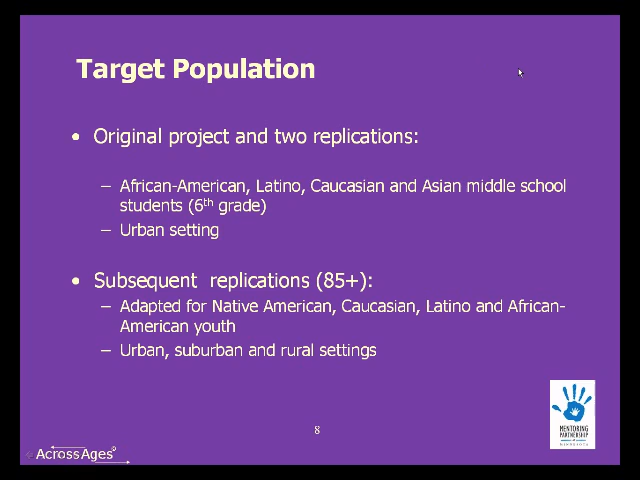 Target Population
• Original project and two replications:
– African-American, Latino, Caucasian and Asian middle school
students (6th grade)
– Urban setting
• Subsequent  replications (85+):
– Adapted for Native American, Caucasian, Latino and African-
American youth
– Urban, suburban and rural settings
MENTORING
PARTNERSHIP
8
AcrossAges